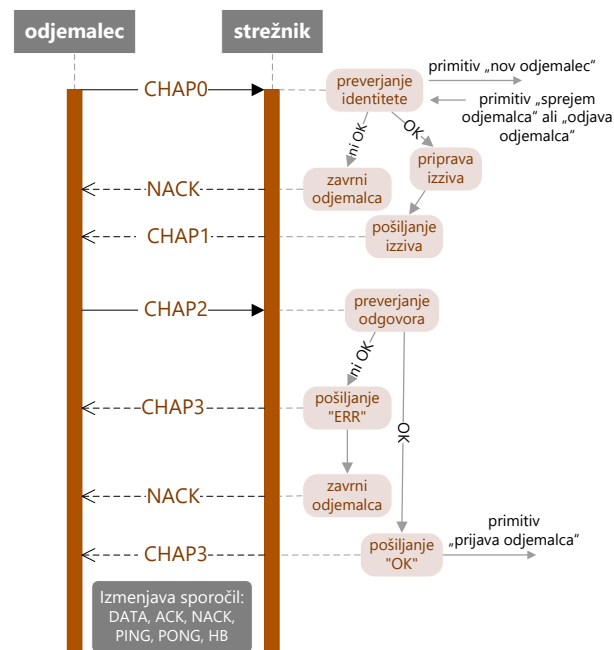 odjemalec
strežnik
CHAP0
preverjanje
identitete
primitiv „nov odjemalec“
primitiv „sprejem
odjemalca“ ali „odjava
odjemalca“
ni OK
OK
priprava
izziva
NACK
zavrni
odjemalca
CHAP1
pošiljanje
izziva
CHAP2
preverjanje
odgovora
ni OK
OK
CHAP3
pošiljanje
"ERR"
NACK
zavrni
odjemalca
primitiv
„prijava odjemalca“
CHAP3
pošiljanje
"OK"
Izmenjava sporočil:
DATA, ACK, NACK,
PING, PONG, HB